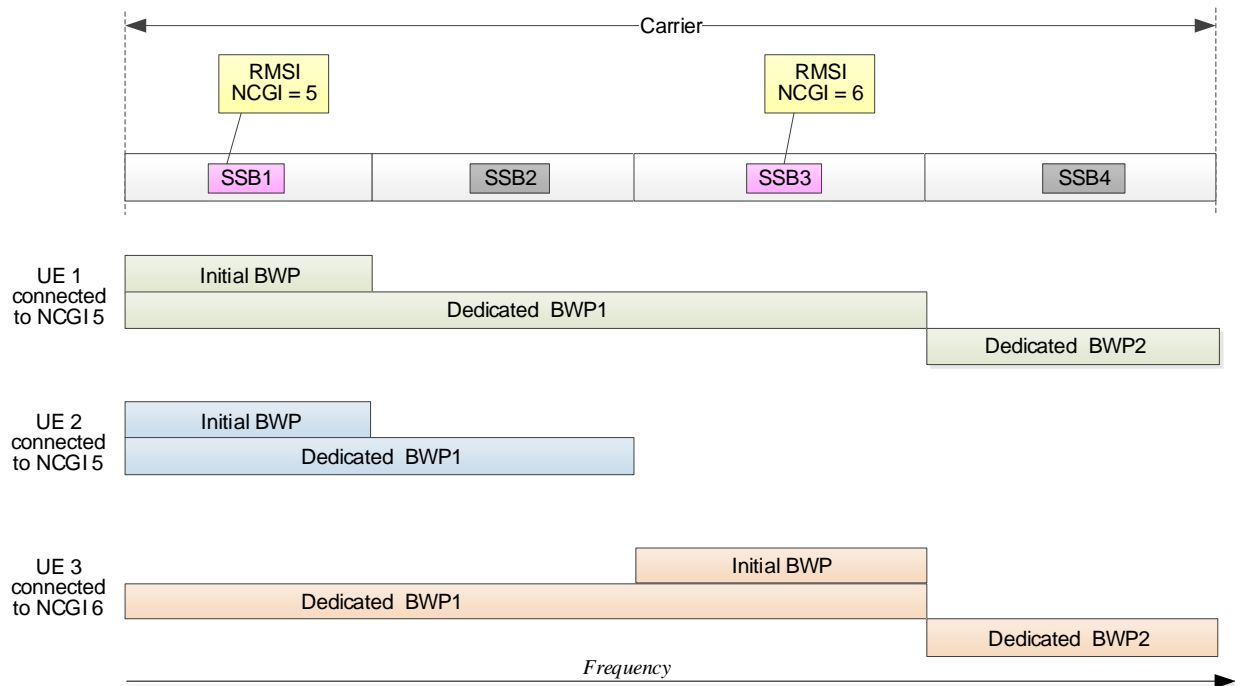 Carrier
RMSI
NCGI = 5
RMSI
NCGI = 6
SSB1
SSB2
SSB3
SSB4
UE 1
connected
to NCGI 5
Initial BWP
Dedicated BWP1
Dedicated BWP2
UE 2
connected
to NCGI 5
Initial BWP
Dedicated BWP1
UE 3
connected
to NCGI 6
Initial BWP
Dedicated BWP1
Dedicated BWP2
Frequency